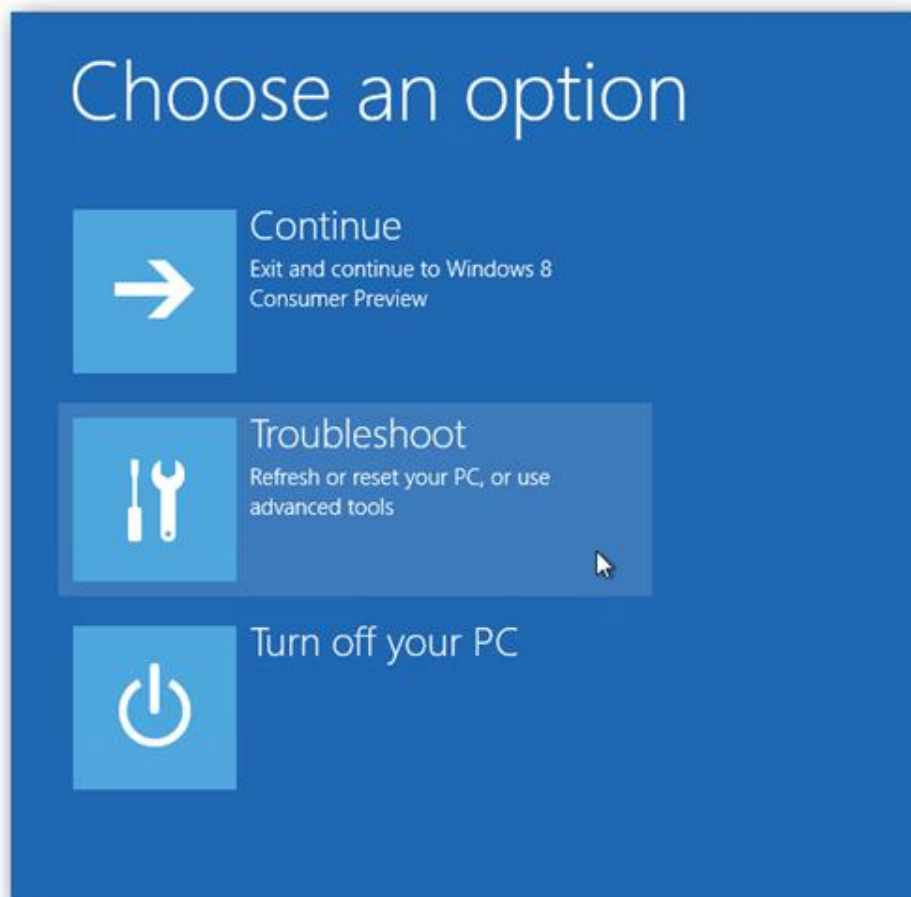 Choose an option
Continue
Exit and continue to Windows 8
Consumer Preview
Troubleshoot
Refresh or reset your PC, or use
advanced tools
Turn off your PC